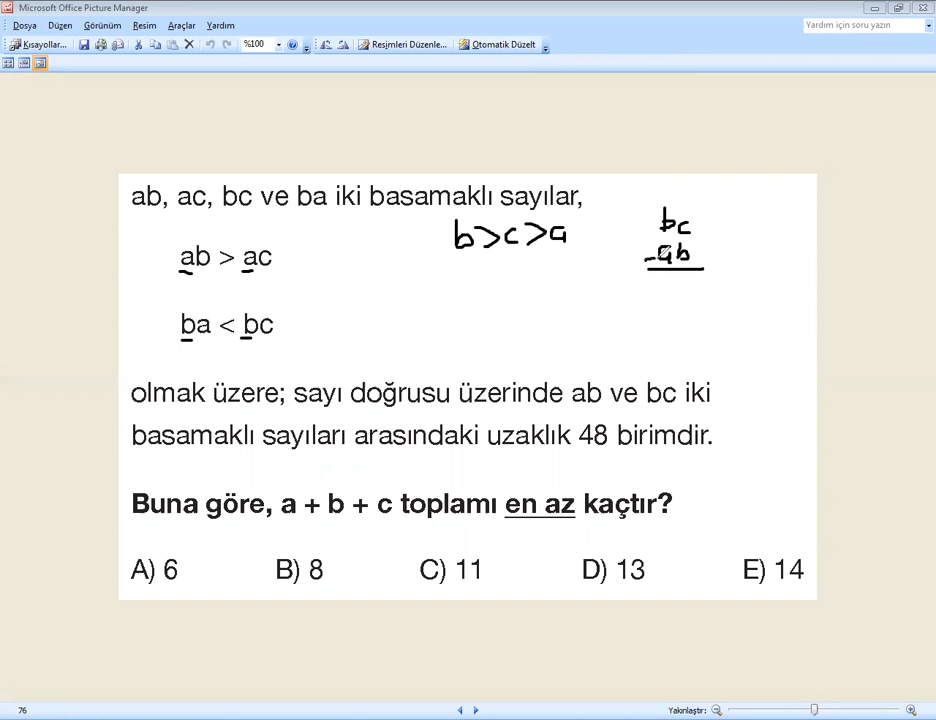 Microsoft Office Picture Manager
Dosya Düzen Görünüm Resim Araçlar Yardım
Yardım için soru yazın
Kısayollar... %100 Resimleri Düzenle... Otomatik Düzelt
ab, ac, bc ve ba iki basamaklı sayılar,
b>c>a
bc
-ab
ab > ac
ba < bc
olmak üzere; sayı doğrusu üzerinde ab ve bc iki
basamaklı sayıları arasındaki uzaklık 48 birimdir.
Buna göre, a + b + c toplamı en az kaçtır?
A) 6 B) 8 C) 11 D) 13 E) 14
76 Yakınlaştır: